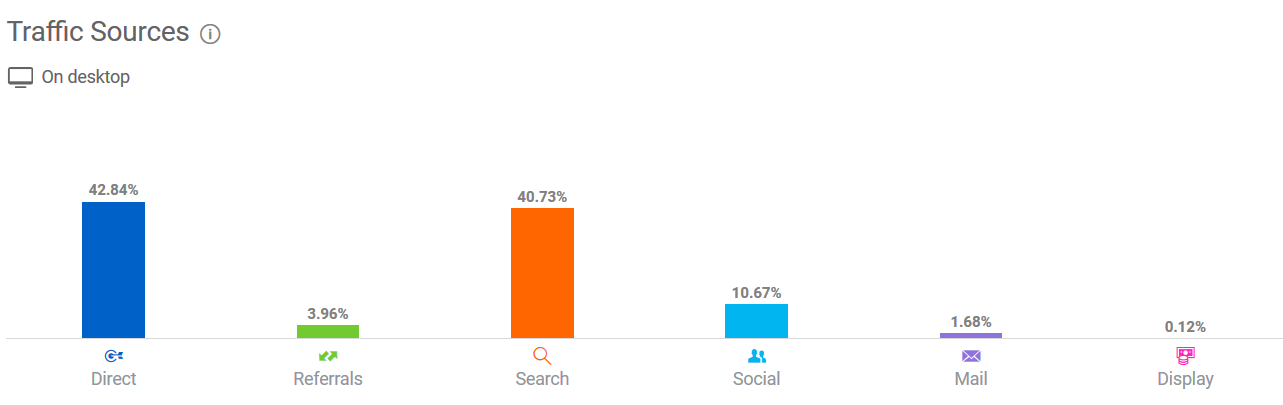 Traffic Sources
On desktop
42.84%
3.96%
40.73%
10.67%
1.68%
0.12%
Direct
Referrals
Search
Social
Mail
Display